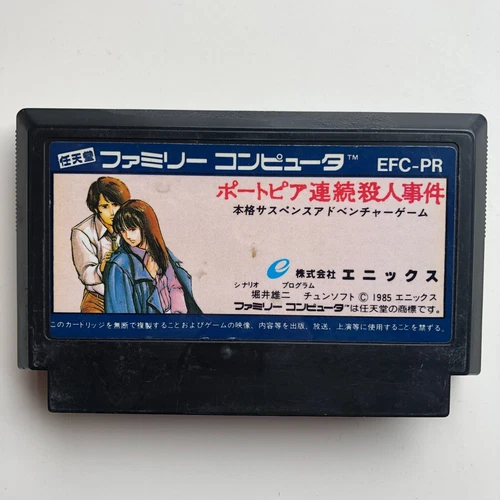 任天堂 ファミリー コンピュータ™ EFC-PR
ポートピア連続殺人事件
本格サスペンスアドベンチャーゲーム
e 株式会社 エニックス
シナリオ プログラム
堀井雄二 チュンソフト © 1985 エニックス
ファミリー コンピュータ™は任天堂の商標です。
このカートリッジを無断で複製することおよびゲームの映像、内容等を出版、放送、上演等に使用することを禁ずる。